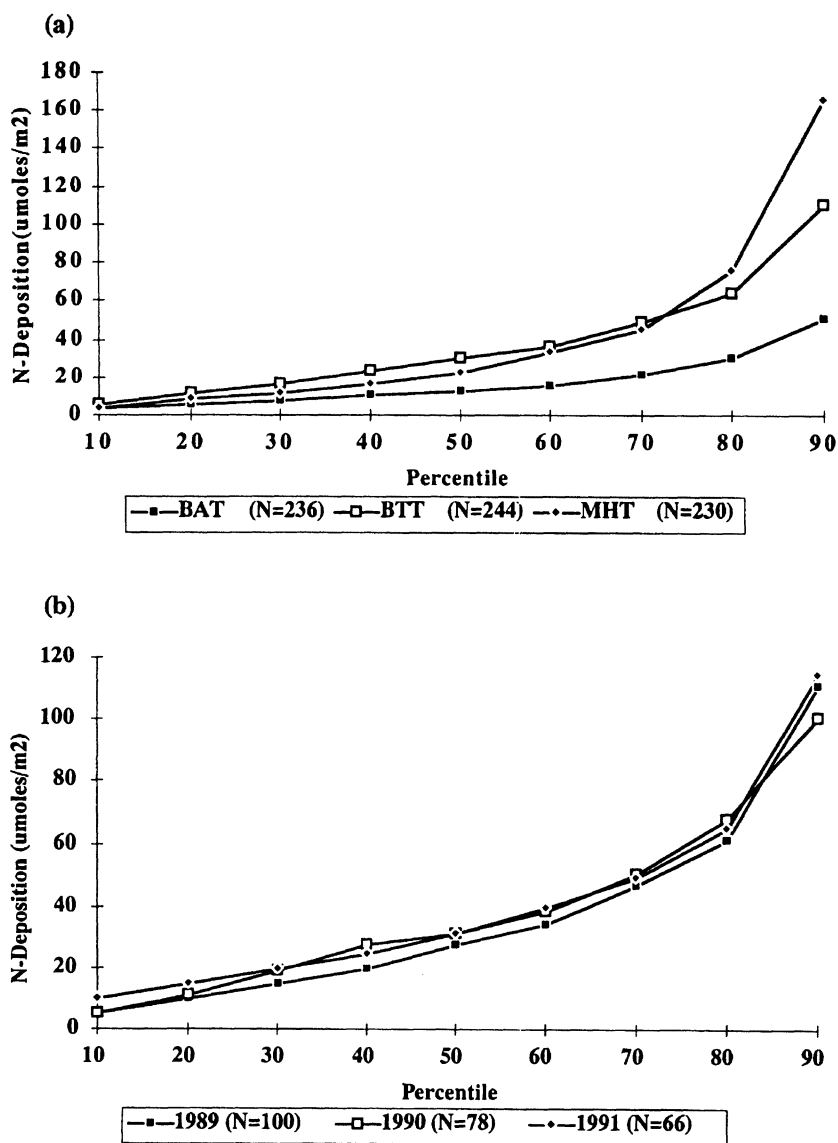 (a)
180
160
140
120
100
80
60
40
20
0
N-Deposition(umoles/m2)
10 20 30 40 50 60 70 80 90
Percentile
BAT (N=236) BTT (N=244) MHT (N=230)
(b)
120
100
80
60
40
20
0
N-Deposition (umoles/m2)
10 20 30 40 50 60 70 80 90
Percentile
1989 (N=100) 1990 (N=78) 1991 (N=66)